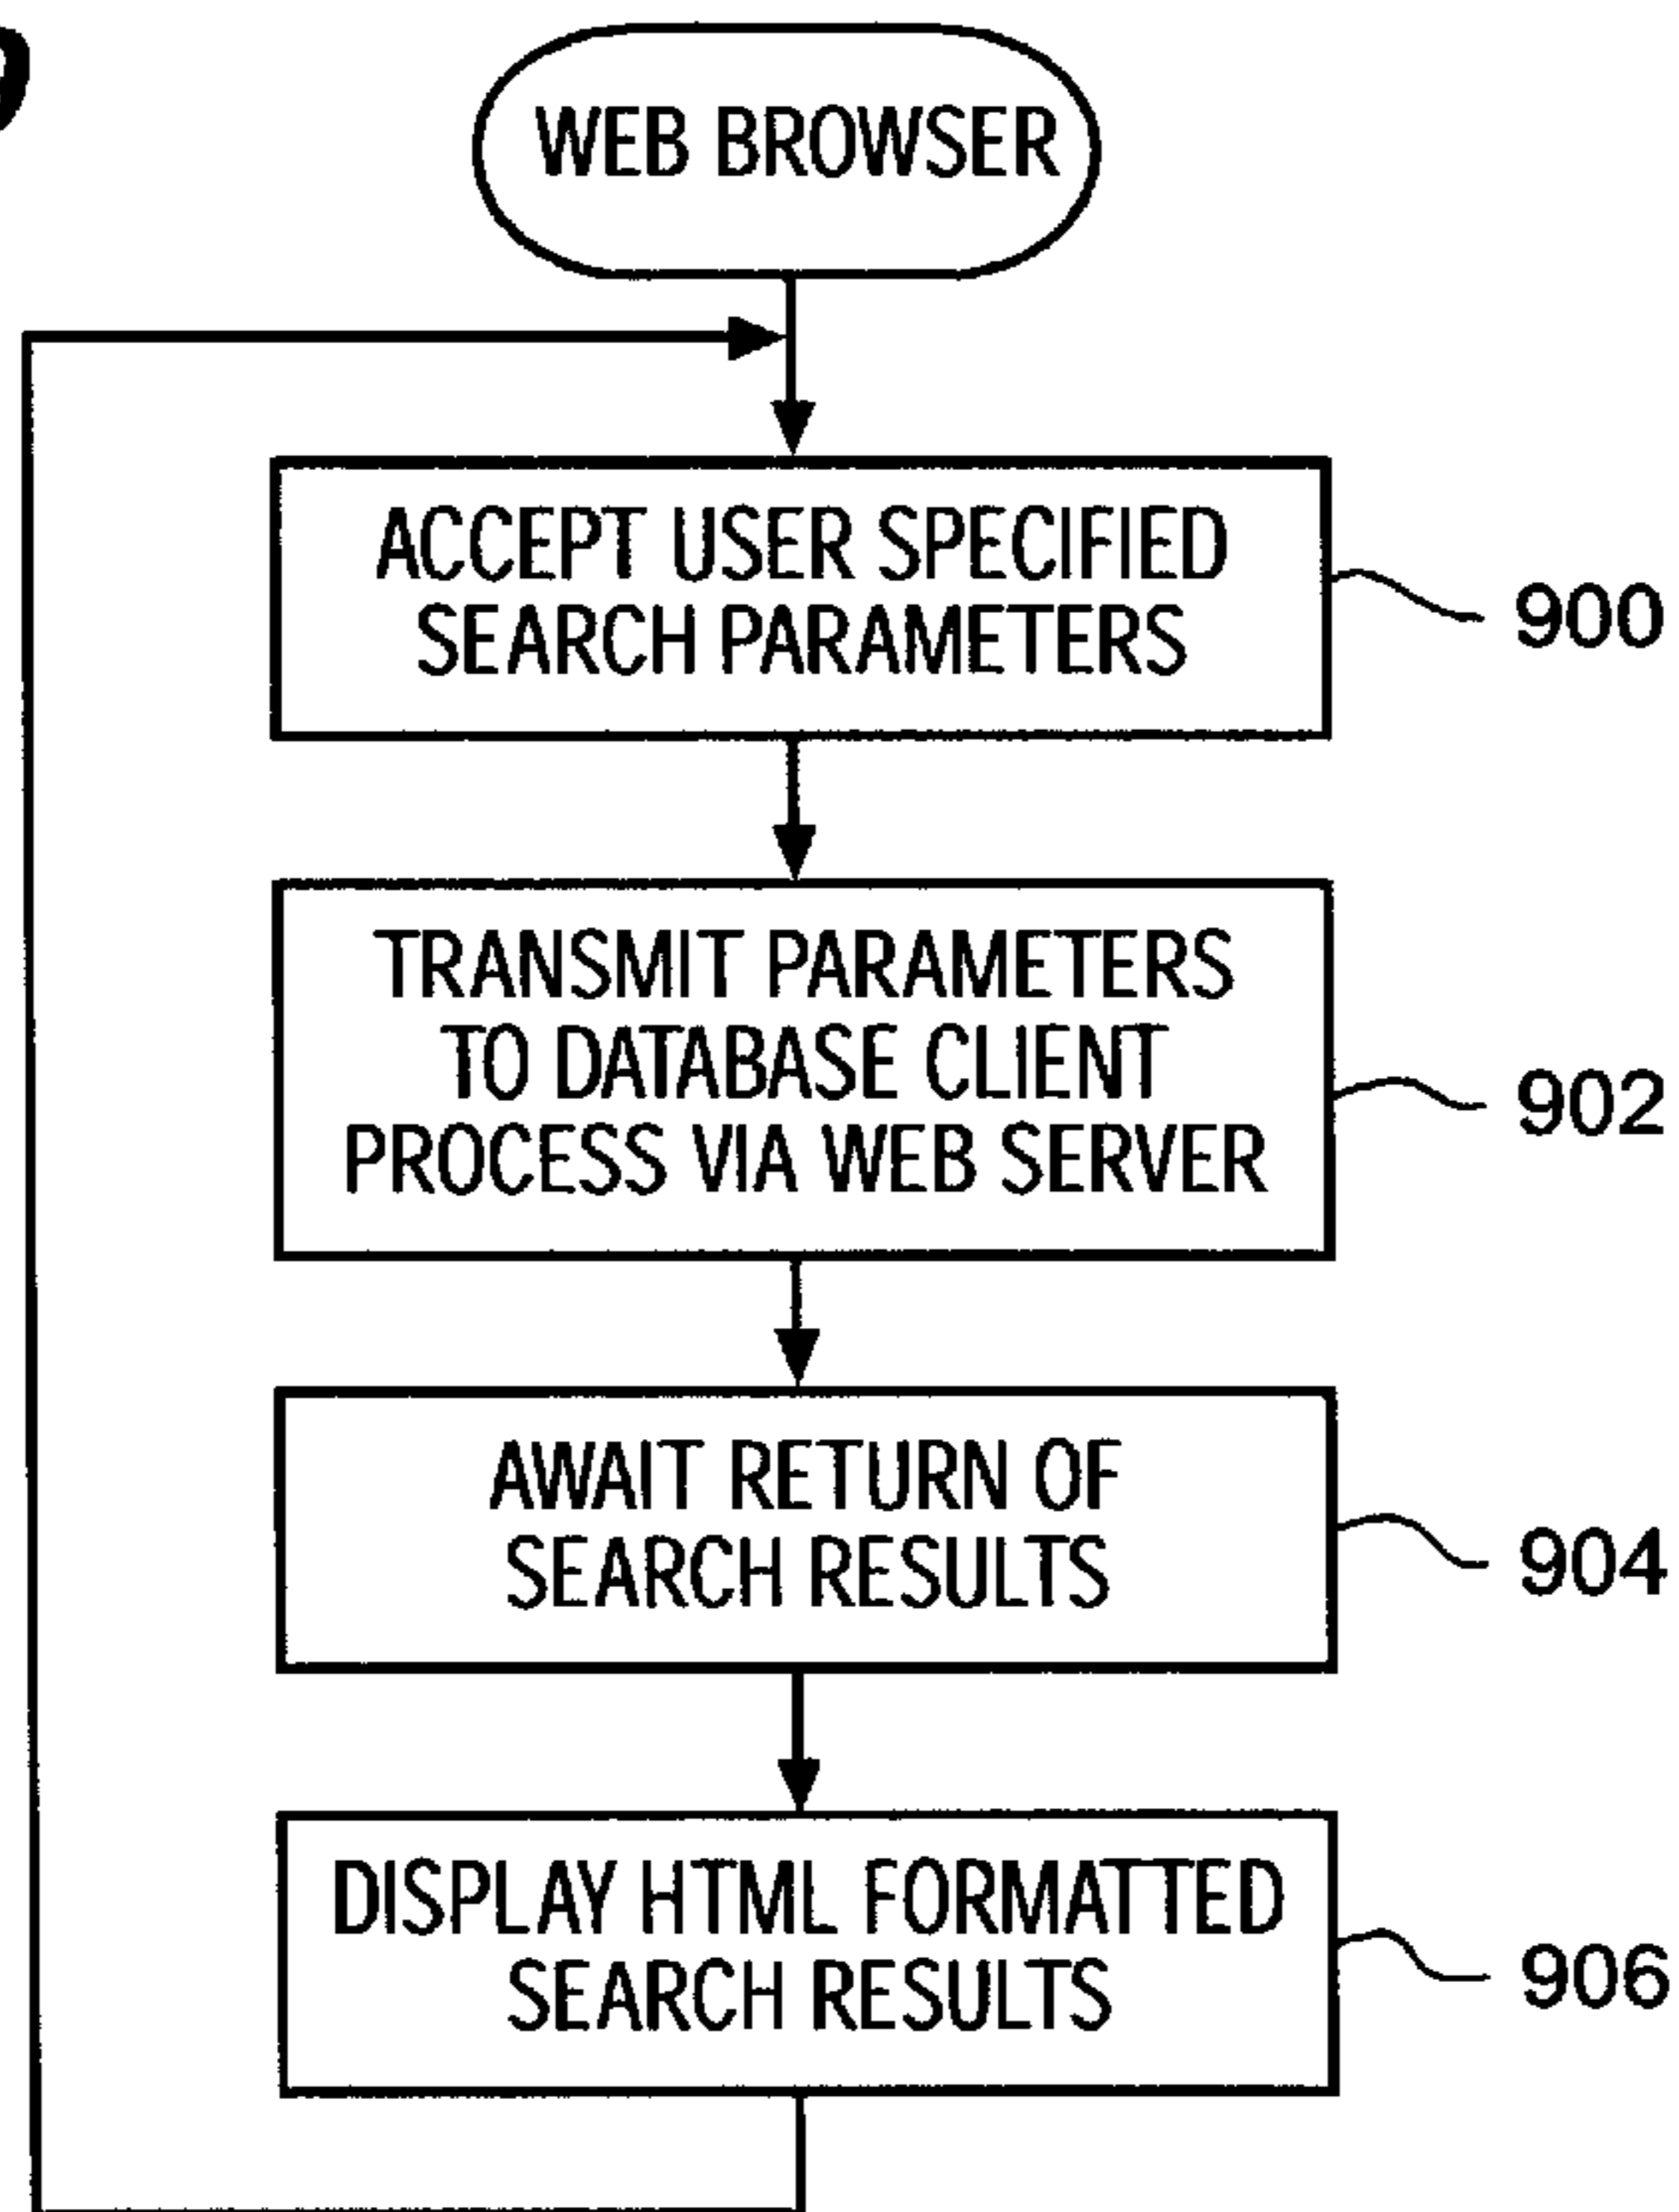 WEB BROWSER
ACCEPT USER SPECIFIED
SEARCH PARAMETERS
900
TRANSMIT PARAMETERS
TO DATABASE CLIENT
PROCESS VIA WEB SERVER
902
AWAIT RETURN OF
SEARCH RESULTS
904
DISPLAY HTML FORMATTED
SEARCH RESULTS
906